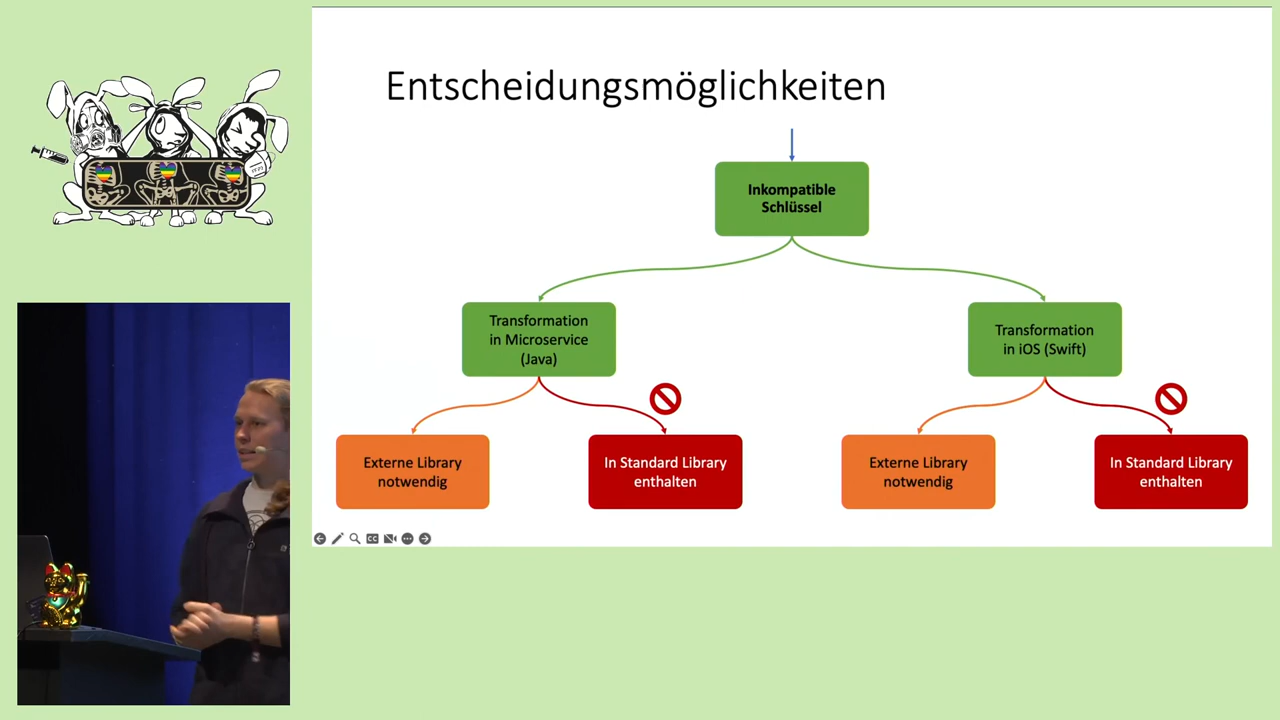 Entscheidungsmöglichkeiten
Inkompatible
Schlüssel
Transformation
in Microservice
(Java)
Transformation
in iOS (Swift)
Externe Library
notwendig
In Standard Library
enthalten
Externe Library
notwendig
In Standard Library
enthalten
CC